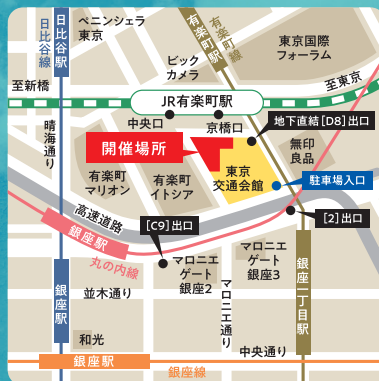 日比谷線
日比谷駅
ペニンシェラ
東京
有楽町駅
有楽町線
ビック
カメラ
東京国際
フォーラム
至新橋
至東京
JR有楽町駅
中央口
京橋口
地下直結[D8]出口
晴海通り
開催場所
無印
良品
有楽町
マリオン
有楽町
イトシア
東京
交通会館
駐車場入口
高速道路
[C9]出口
[2]出口
銀座駅
丸の内線
マロニエ
ゲート
銀座2
マロニエ
ゲート
銀座3
銀座駅
並木通り
マロニエ通り
銀座一丁目駅
和光
中央通り
銀座駅
銀座線